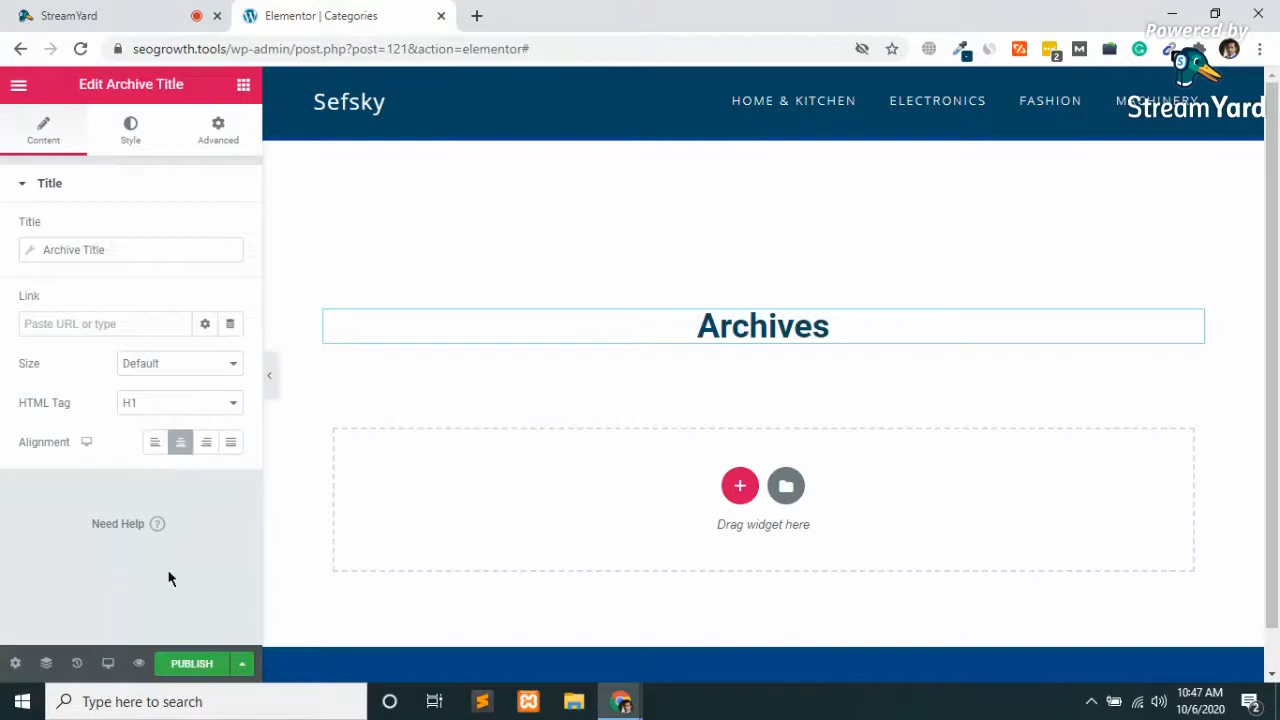 StreamYard
Elementor | Categories
Powered by
seogrowth.tools/wp-admin/post.php?post=121&action=elementor#
2
StreamYard
Edit Archive Title
Content
Style
Advanced
Sefsky
HOME & KITCHEN
ELECTRONICS
FASHION
MACHINERY
Title
Title
Archive Title
Link
Paste URL or type
Size
Default
HTML Tag
H1
Alignment
Need Help ?
Archives
Drag widget here
PUBLISH
Type here to search
10:47 AM
10/6/2020
2